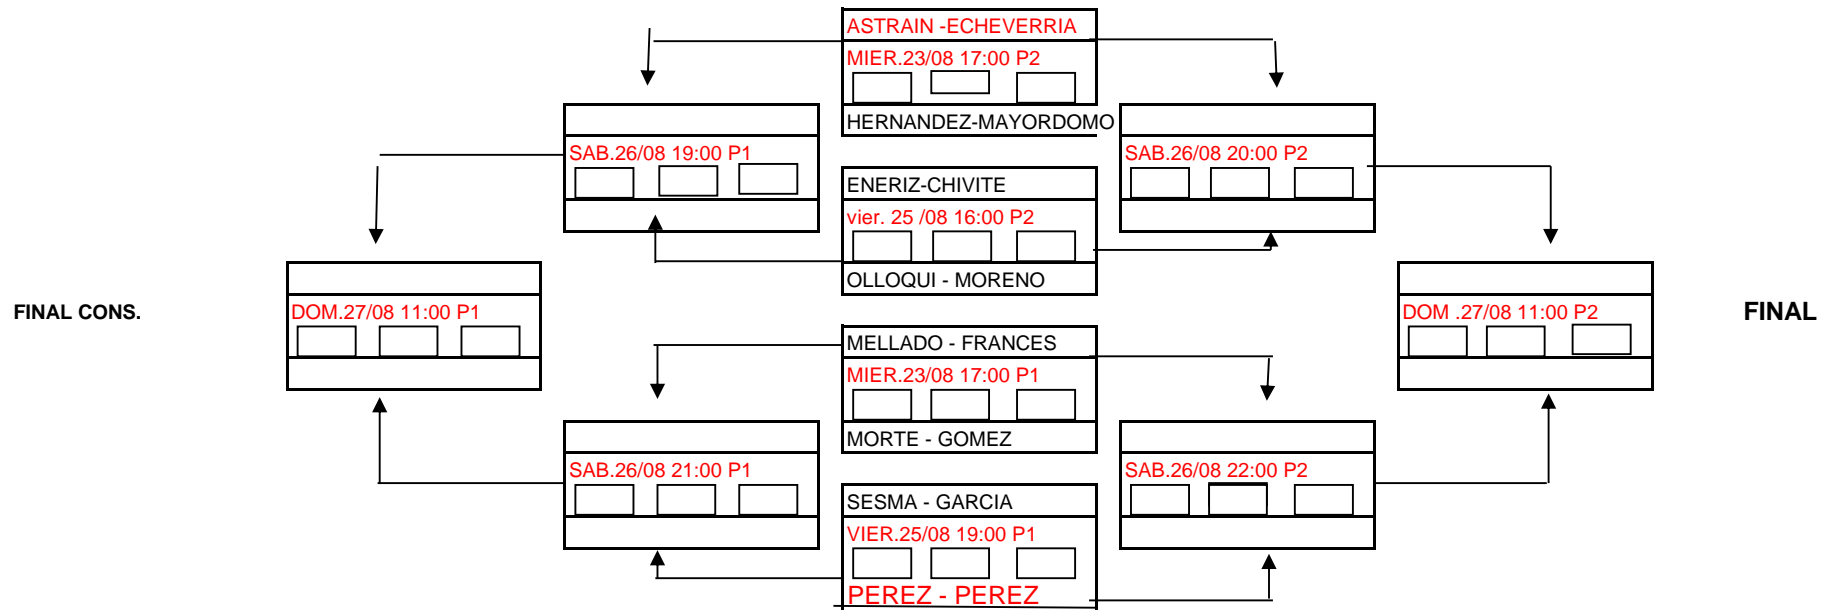 ASTRAIN -ECHEVERRIA
MIER.23/08 17:00 P2
HERNANDEZ-MAYORDOMO
SAB.26/08 19:00 P1
SAB.26/08 20:00 P2
ENERIZ-CHIVITE
vier. 25 /08 16:00 P2
OLLOQUI - MORENO
FINAL CONS.
DOM.27/08 11:00 P1
DOM .27/08 11:00 P2
FINAL
MELLADO - FRANCES
MIER.23/08 17:00 P1
MORTE - GOMEZ
SAB.26/08 21:00 P1
SAB.26/08 22:00 P2
SESMA - GARCIA
VIER.25/08 19:00 P1
PEREZ - PEREZ